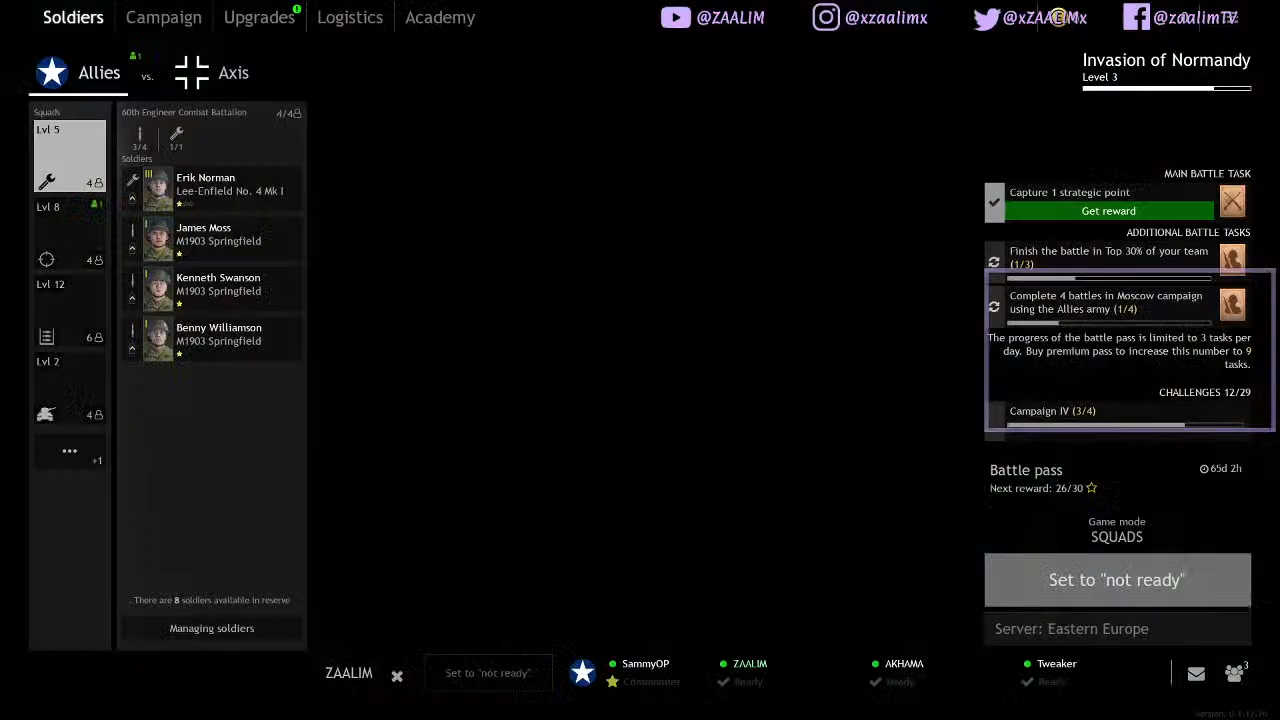 Soldiers Campaign Upgrades Logistics Academy
@ZAALIM @xzaalimx @xZAALIMx @zaalimTV
Allies 1 vs. Axis
Invasion of Normandy
Level 3
Squads
Lvl 5
4
Lvl 8
1
4
Lvl 12
6
Lvl 2
4
+1
60th Engineer Combat Battalion 4/4
3/4 1/1
Soldiers
Erik Norman
Lee-Enfield No. 4 Mk I
James Moss
M1903 Springfield
Kenneth Swanson
M1903 Springfield
Benny Williamson
M1903 Springfield
There are 8 soldiers available in reserve
Managing soldiers
MAIN BATTLE TASK
Capture 1 strategic point
Get reward
ADDITIONAL BATTLE TASKS
Finish the battle in Top 30% of your team
(1/3)
Complete 4 battles in Moscow campaign
using the Allies army (1/4)
The progress of the battle pass is limited to 3 tasks per
day. Buy premium pass to increase this number to 9
tasks.
CHALLENGES 12/29
Campaign IV (3/4)
Battle pass 65d 2h
Next reward: 26/30
Game mode
SQUADS
Set to "not ready"
Server: Eastern Europe
ZAALIM
Set to "not ready"
SammyOP
Commander
ZAALIM
Ready
AKHAMA
Ready
Tweaker
Ready
3